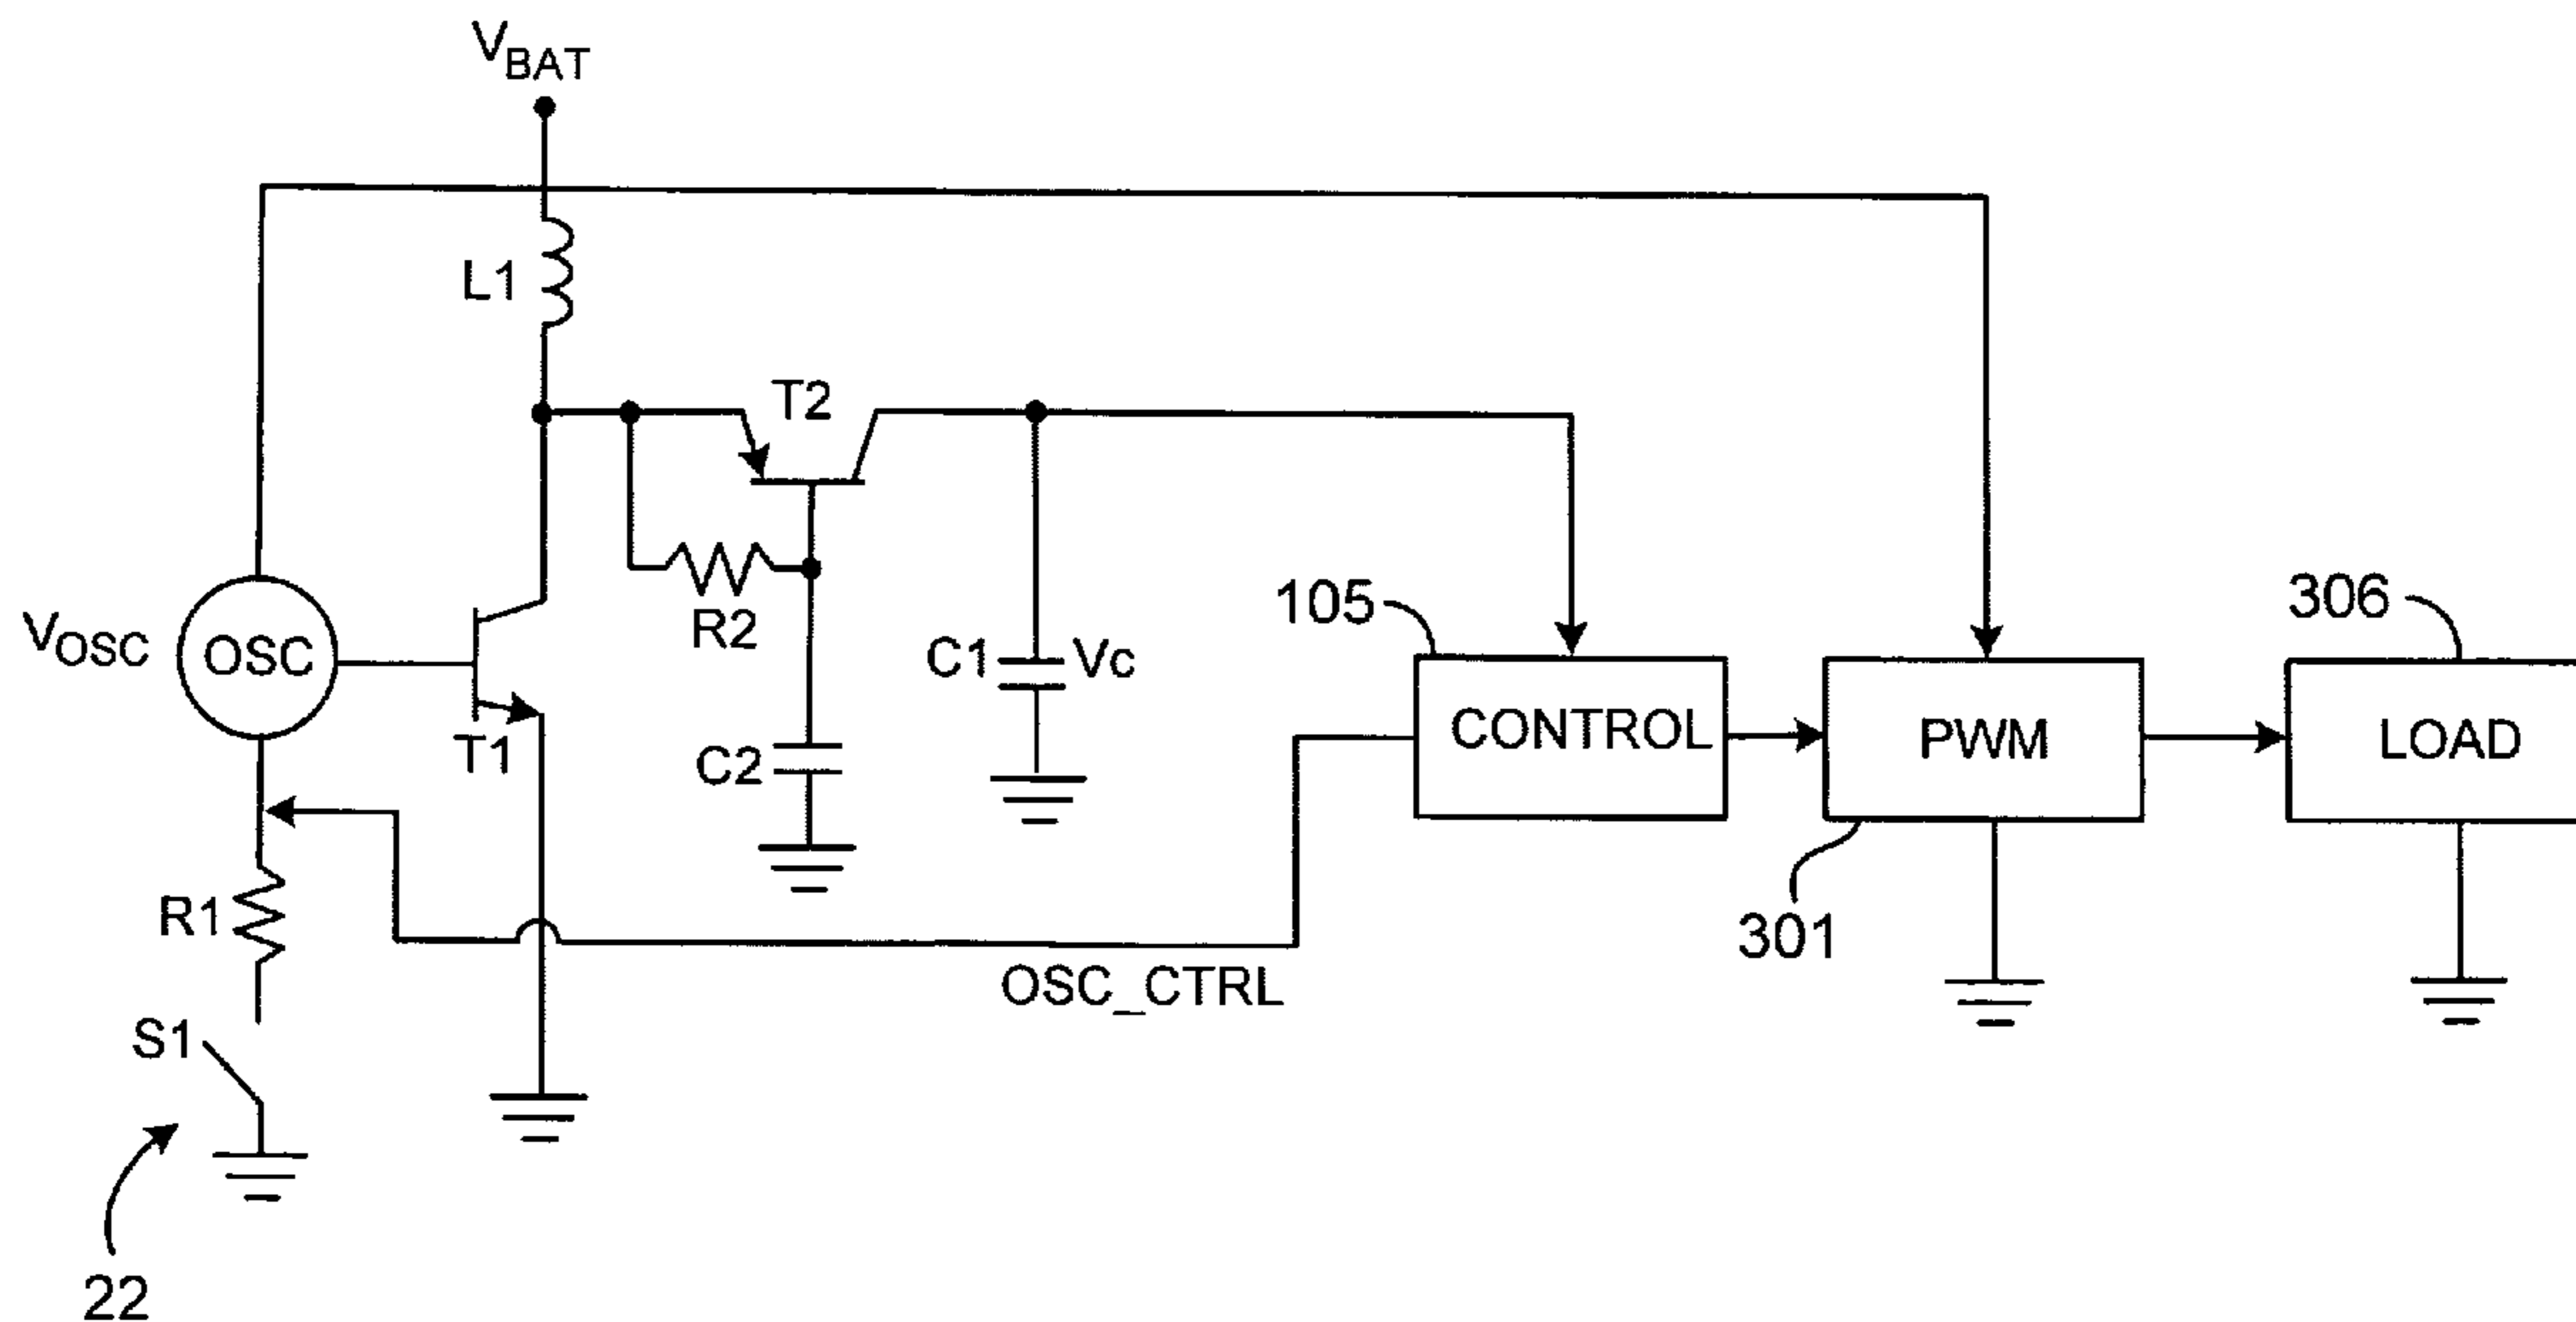 VBAT
L1
T2
R2
VOSC
OSC
T1
C2
C1
Vc
105
CONTROL
PWM
306
LOAD
301
R1
OSC_CTRL
S1
22